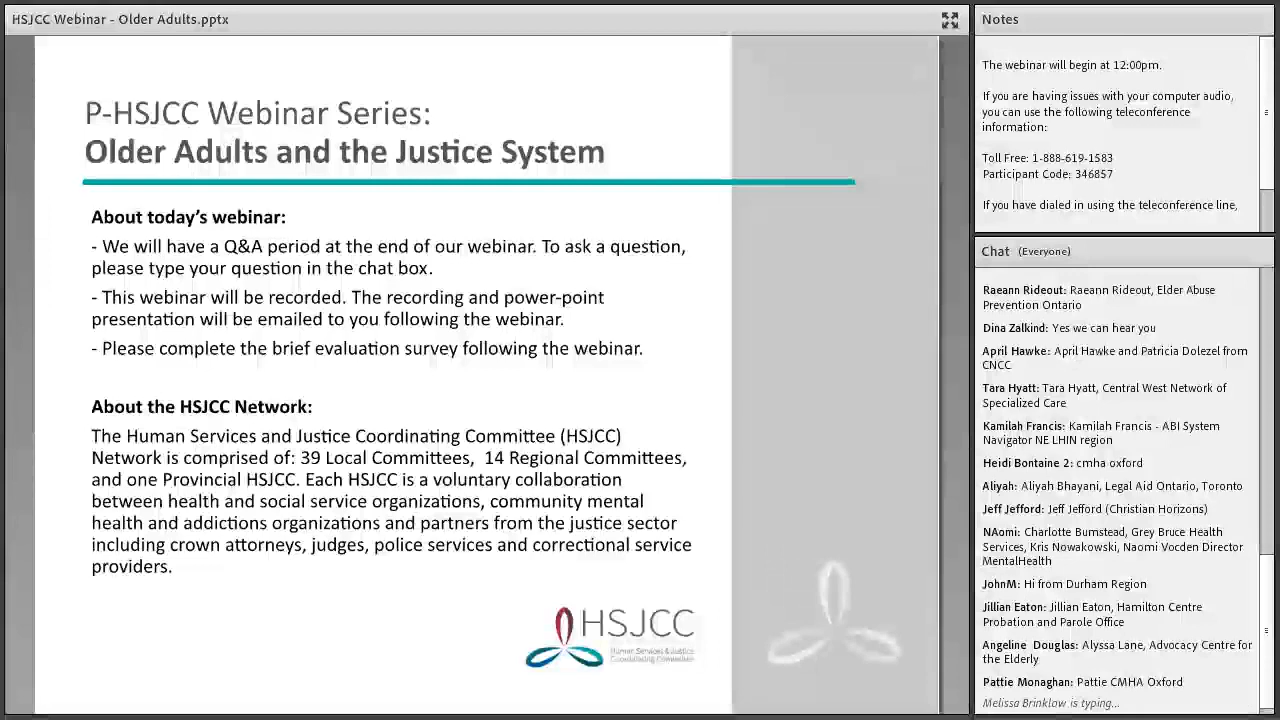 HSJCC Webinar - Older Adults.pptx
P-HSJCC Webinar Series:
Older Adults and the Justice System
About today's webinar:
- We will have a Q&A period at the end of our webinar. To ask a question,
please type your question in the chat box.
- This webinar will be recorded. The recording and power-point
presentation will be emailed to you following the webinar.
- Please complete the brief evaluation survey following the webinar.
About the HSJCC Network:
The Human Services and Justice Coordinating Committee (HSJCC)
Network is comprised of: 39 Local Committees, 14 Regional Committees,
and one Provincial HSJCC. Each HSJCC is a voluntary collaboration
between health and social service organizations, community mental
health and addictions organizations and partners from the justice sector
including crown attorneys, judges, police services and correctional service
providers.
HSJCC
Human Services & Justice
Coordinating Committee
Notes
The webinar will begin at 12:00pm.
If you are having issues with your computer audio,
you can use the following teleconference
information:
Toll Free: 1-888-619-1583
Participant Code: 346857
If you have dialed in using the teleconference line,
Chat (Everyone)
Raeann Rideout: Raeann Rideout, Elder Abuse
Prevention Ontario
Dina Zalkind: Yes we can hear you
April Hawke: April Hawke and Patricia Dolezel from
CNCC
Tara Hyatt: Tara Hyatt, Central West Network of
Specialized Care
Kamilah Francis: Kamilah Francis - ABI System
Navigator NE LHIN region
Heidi Bontaine 2: cmha oxford
Aliyah: Aliyah Bhayani, Legal Aid Ontario, Toronto
Jeff Jefford: Jeff Jefford (Christian Horizons)
NAomi: Charlotte Bumstead, Grey Bruce Health
Services, Kris Nowakowski, Naomi Vocden Director
MentalHealth
JohnM: Hi from Durham Region
Jillian Eaton: Jillian Eaton, Hamilton Centre
Probation and Parole Office
Angeline Douglas: Alyssa Lane, Advocacy Centre for
the Elderly
Pattie Monaghan: Pattie CMHA Oxford
Melissa Brinklow is typing...